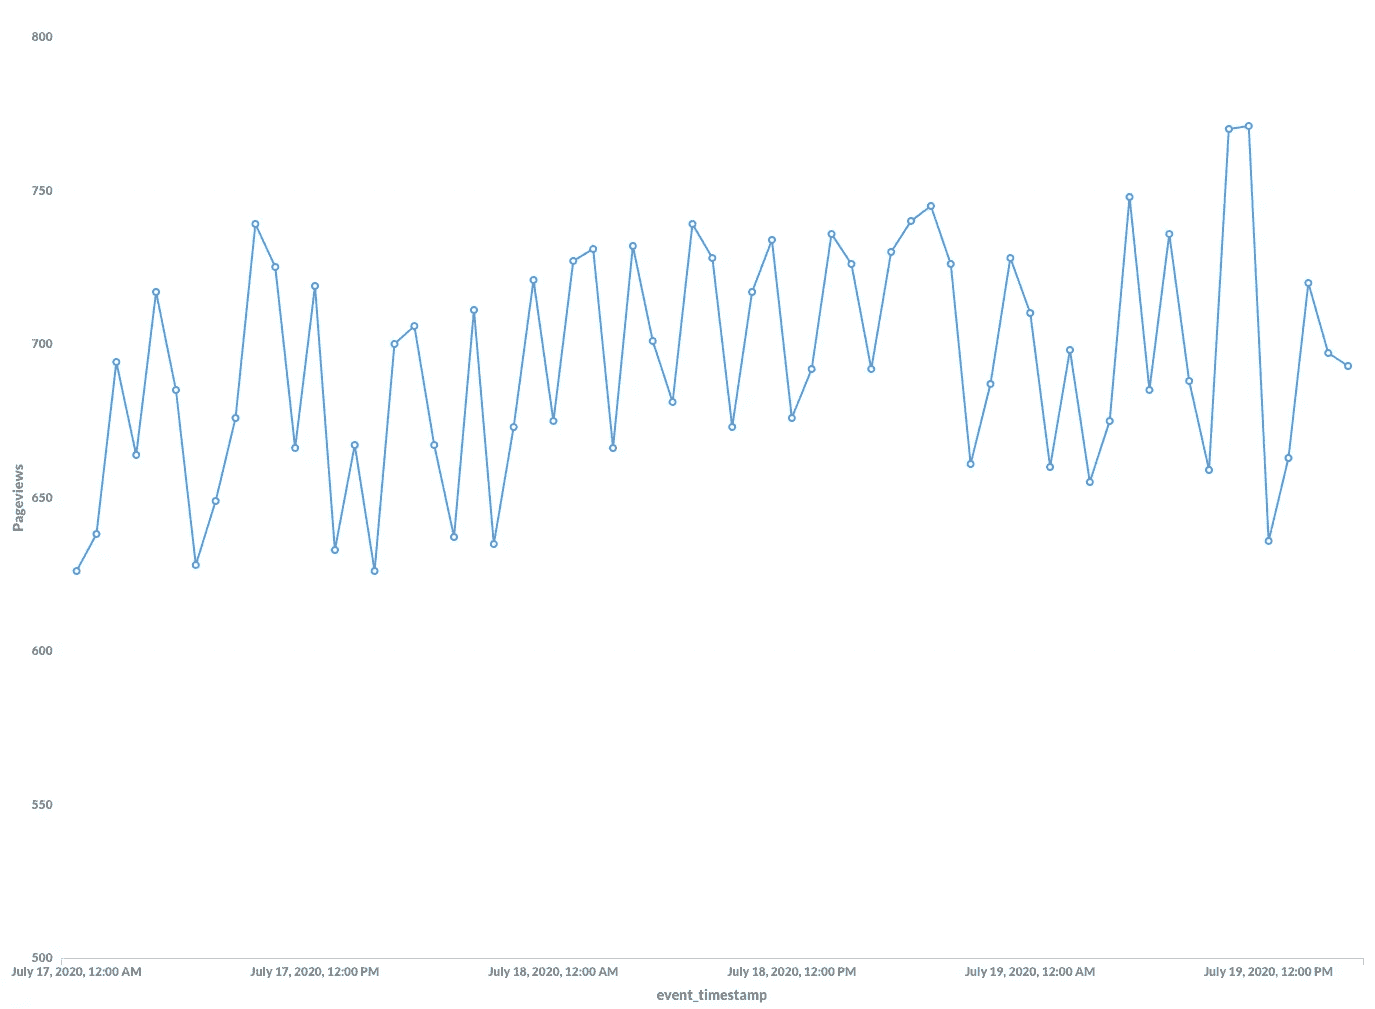 800
750
700
650
600
550
500
Pageviews
July 17, 2020, 12:00 AM
July 17, 2020, 12:00 PM
July 18, 2020, 12:00 AM
July 18, 2020, 12:00 PM
July 19, 2020, 12:00 AM
July 19, 2020, 12:00 PM
event_timestamp